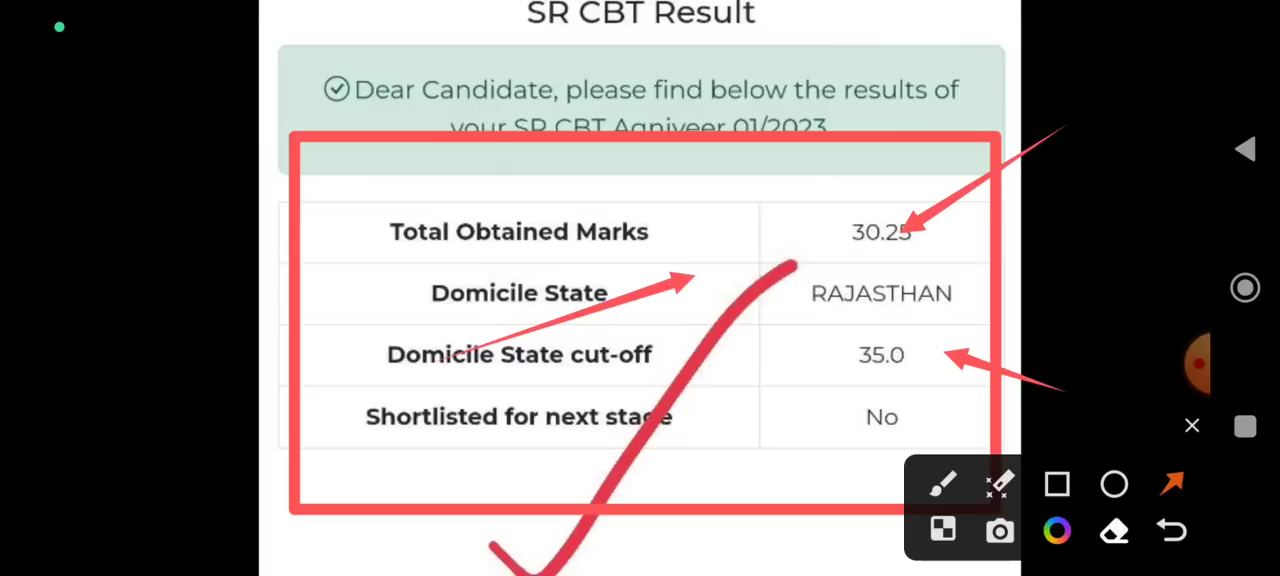 SR CBT Result
Dear Candidate, please find below the results of
your SR CBT Agniveer 01/2023
Total Obtained Marks 30.25
Domicile State RAJASTHAN
Domicile State cut-off 35.0
Shortlisted for next stage No